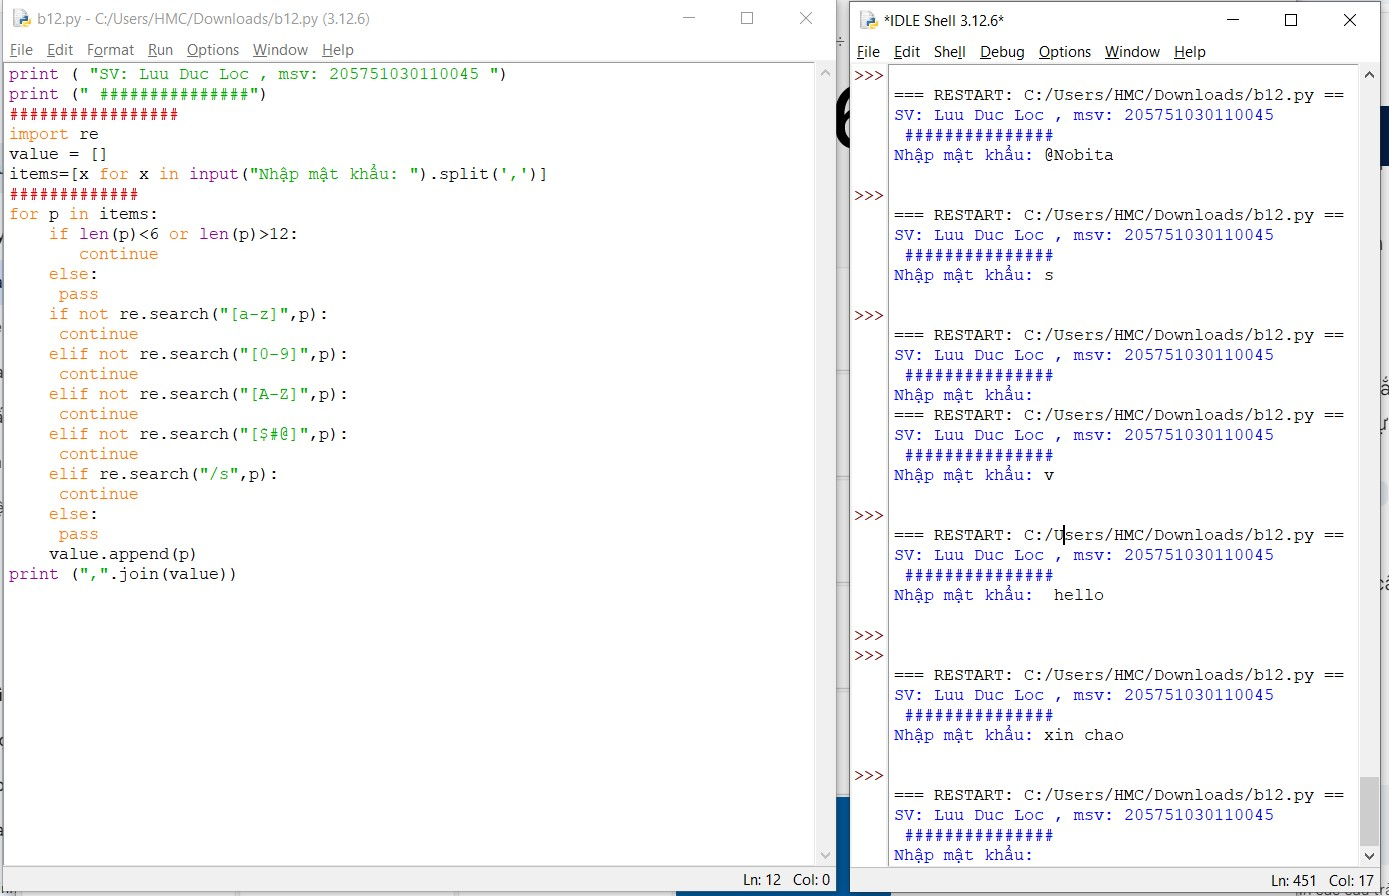 b12.py - C:/Users/HMC/Downloads/b12.py (3.12.6)
File Edit Format Run Options Window Help
print ( "SV: Luu Duc Loc , msv: 205751030110045 ")
print (" ###############")
#################
import re
value = []
items=[x for x in input("Nhập mật khẩu: ").split(',')]
#############
for p in items:
    if len(p)<6 or len(p)>12:
       continue
    else:
     pass
    if not re.search("[a-z]",p):
     continue
    elif not re.search("[0-9]",p):
     continue
    elif not re.search("[A-Z]",p):
     continue
    elif not re.search("[$#@]",p):
     continue
    elif re.search("/s",p):
     continue
    else:
     pass
    value.append(p)
print (",".join(value))
Ln: 12 Col: 0
*IDLE Shell 3.12.6*
File Edit Shell Debug Options Window Help
>>>
=== RESTART: C:/Users/HMC/Downloads/b12.py ==
SV: Luu Duc Loc , msv: 205751030110045
 ###############
Nhập mật khẩu: @Nobita
>>>
=== RESTART: C:/Users/HMC/Downloads/b12.py ==
SV: Luu Duc Loc , msv: 205751030110045
 ###############
Nhập mật khẩu: s
>>>
=== RESTART: C:/Users/HMC/Downloads/b12.py ==
SV: Luu Duc Loc , msv: 205751030110045
 ###############
Nhập mật khẩu:
=== RESTART: C:/Users/HMC/Downloads/b12.py ==
SV: Luu Duc Loc , msv: 205751030110045
 ###############
Nhập mật khẩu: v
>>>
=== RESTART: C:/Users/HMC/Downloads/b12.py ==
SV: Luu Duc Loc , msv: 205751030110045
 ###############
Nhập mật khẩu:  hello
>>>
>>>
=== RESTART: C:/Users/HMC/Downloads/b12.py ==
SV: Luu Duc Loc , msv: 205751030110045
 ###############
Nhập mật khẩu: xin chao
>>>
=== RESTART: C:/Users/HMC/Downloads/b12.py ==
SV: Luu Duc Loc , msv: 205751030110045
 ###############
Nhập mật khẩu:
Ln: 451 Col: 17